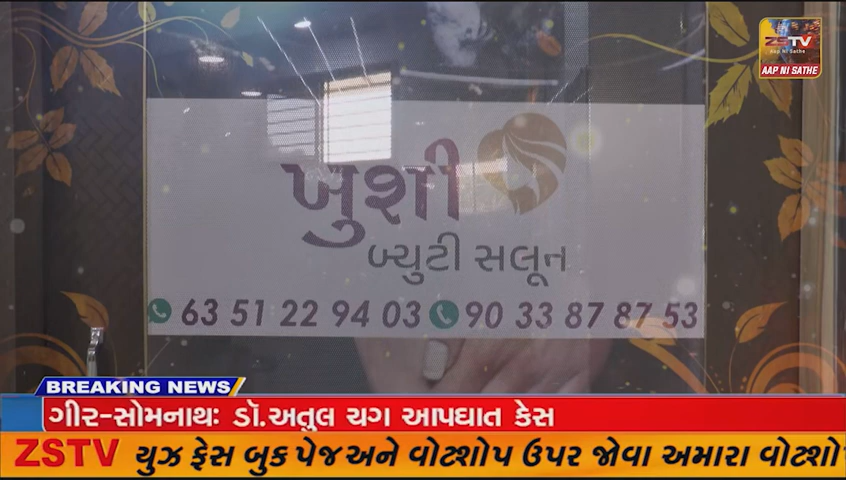 ZSTV
Aap Ni Sathe
AAP NI SATHE
ખુશી
બ્યુટી સલૂન
63 51 22 94 03 90 33 87 87 53
BREAKING NEWS
ગીર-સોમનાથઃ ડૉ.અતુલ ચગ આપઘાત કેસ
ZSTV યુઝ ફેસ બુક પેજ અને વોટશોપ ઉપર જોવા અમારા